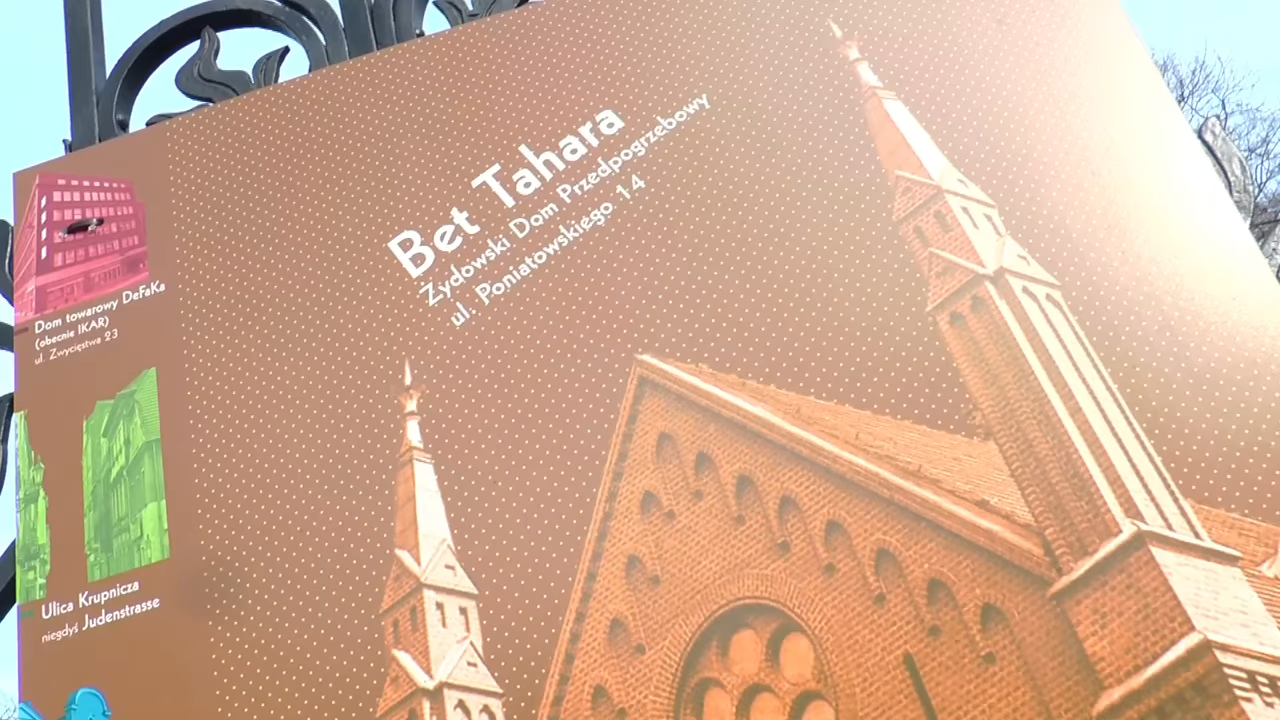 Bet Tahara
Żydowski Dom Przedpogrzebowy
ul. Poniatowskiego 14
Dom towarowy DeFaKa
(obecnie IKAR)
ul. Zwycięstwa 23
Ulica Krupnicza
niegdyś Judenstrasse